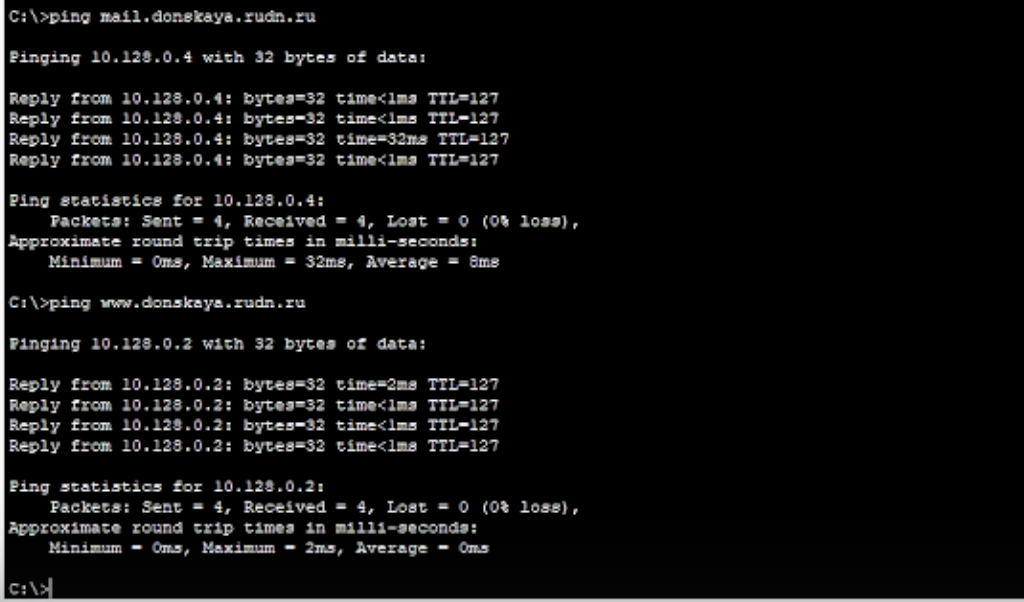 C:\>ping mail.donskaya.rudn.ru
Pinging 10.128.0.4 with 32 bytes of data:
Reply from 10.128.0.4: bytes=32 time<1ms TTL=127
Reply from 10.128.0.4: bytes=32 time<1ms TTL=127
Reply from 10.128.0.4: bytes=32 time=32ms TTL=127
Reply from 10.128.0.4: bytes=32 time<1ms TTL=127
Ping statistics for 10.128.0.4:
Packets: Sent = 4, Received = 4, Lost = 0 (0% loss),
Approximate round trip times in milli-seconds:
Minimum = 0ms, Maximum = 32ms, Average = 8ms
C:\>ping www.donskaya.rudn.ru
Pinging 10.128.0.2 with 32 bytes of data:
Reply from 10.128.0.2: bytes=32 time=2ms TTL=127
Reply from 10.128.0.2: bytes=32 time<1ms TTL=127
Reply from 10.128.0.2: bytes=32 time<1ms TTL=127
Reply from 10.128.0.2: bytes=32 time<1ms TTL=127
Ping statistics for 10.128.0.2:
Packets: Sent = 4, Received = 4, Lost = 0 (0% loss),
Approximate round trip times in milli-seconds:
Minimum = 0ms, Maximum = 2ms, Average = 0ms
C:\>